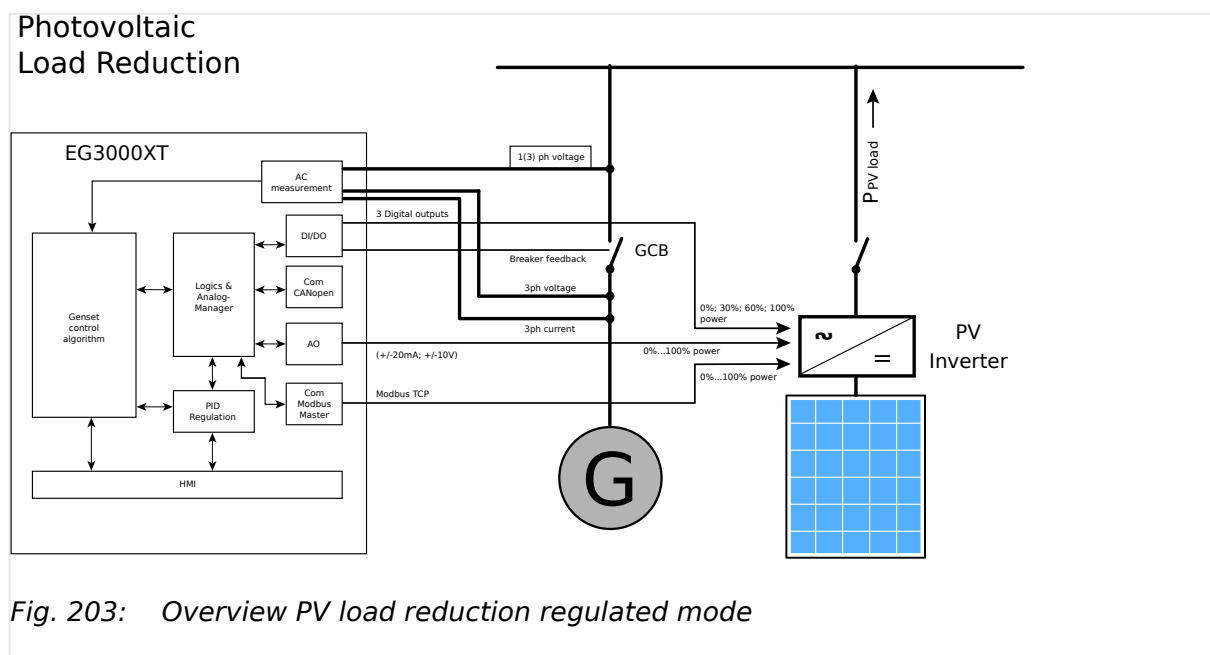 Photovoltaic
Load Reduction
EG3000XT
AC
measurement
1(3) ph voltage
3 Digital outputs
DI/DO
Breaker feedback
GCB
P PV load
Logics &
Analog-
Manager
Com
CANopen
3ph voltage
Genset
control
algorithm
3ph current
0%; 30%; 60%; 100%
power
AO
(+/-20mA; +/-10V)
0%...100% power
~
=
PV
Inverter
0%...100% power
PID
Regulation
Com
Modbus
Master
Modbus TCP
G
HMI
Fig. 203: Overview PV load reduction regulated mode